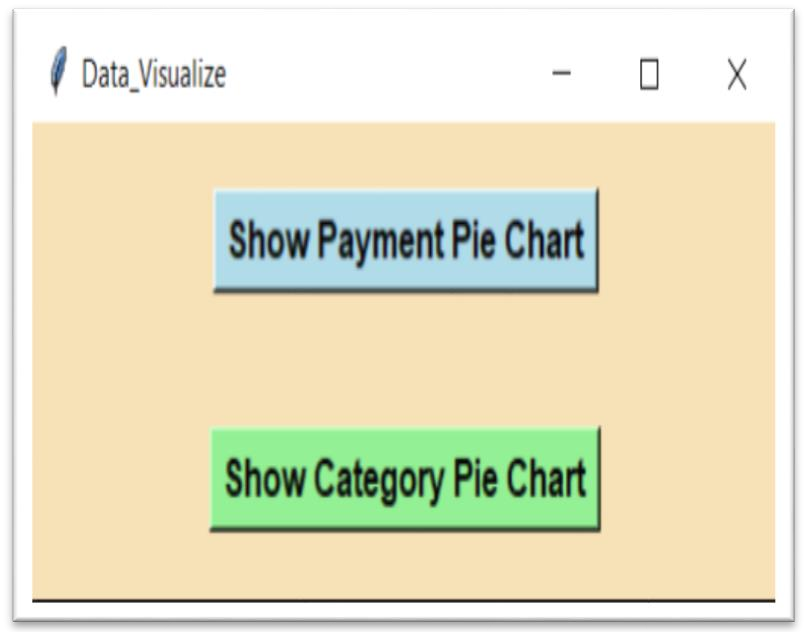 Data_Visualize
Show Payment Pie Chart
Show Category Pie Chart